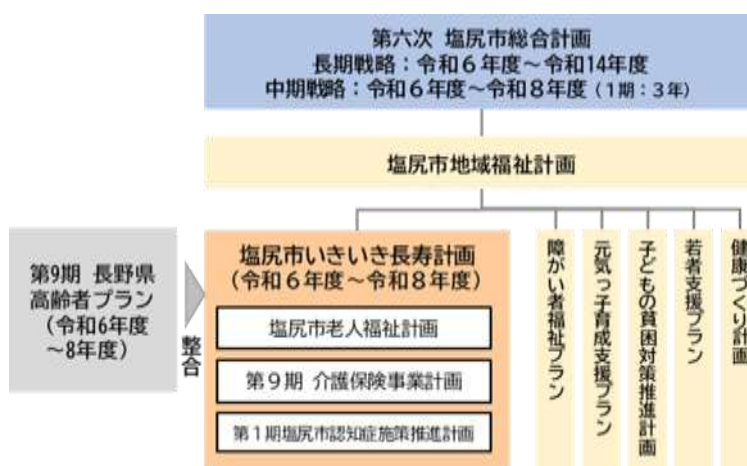 第六次 塩尻市総合計画
長期戦略：令和６年度～令和14年度
中期戦略：令和６年度～令和８年度（1期：3年）
塩尻市地域福祉計画
第9期 長野県
高齢者プラン
（令和6年度
～8年度）
整合
塩尻市いきいき長寿計画
（令和６年度～令和８年度）
塩尻市老人福祉計画
第９期 介護保険事業計画
第１期塩尻市認知症施策推進計画
障がい者福祉プラン
元気っ子育成支援プラン
子どもの貧困対策推進計画
若者支援プラン
健康づくり計画